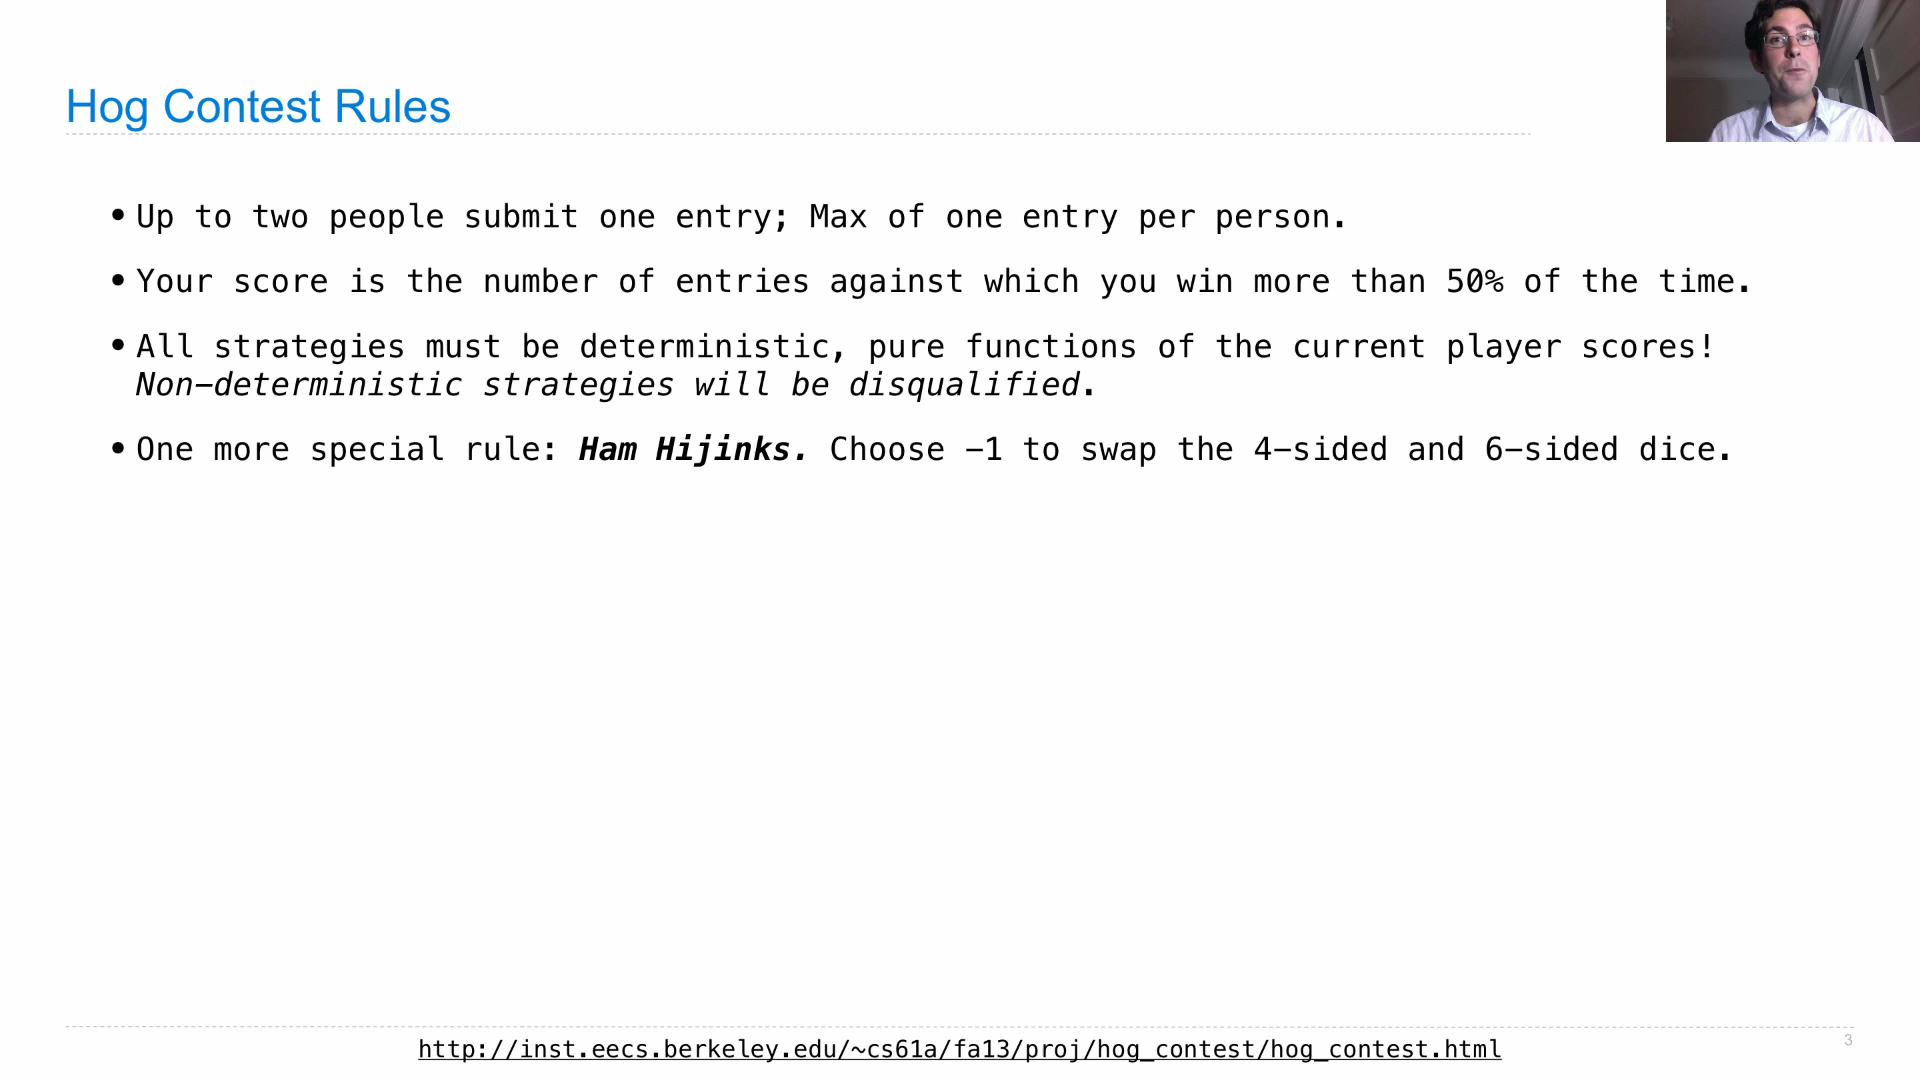 Hog Contest Rules
•Up to two people submit one entry; Max of one entry per person.
•Your score is the number of entries against which you win more than 50% of the time.
•All strategies must be deterministic, pure functions of the current player scores!
Non-deterministic strategies will be disqualified.
•One more special rule: Ham Hijinks. Choose -1 to swap the 4-sided and 6-sided dice.
http://inst.eecs.berkeley.edu/~cs61a/fa13/proj/hog_contest/hog_contest.html
3